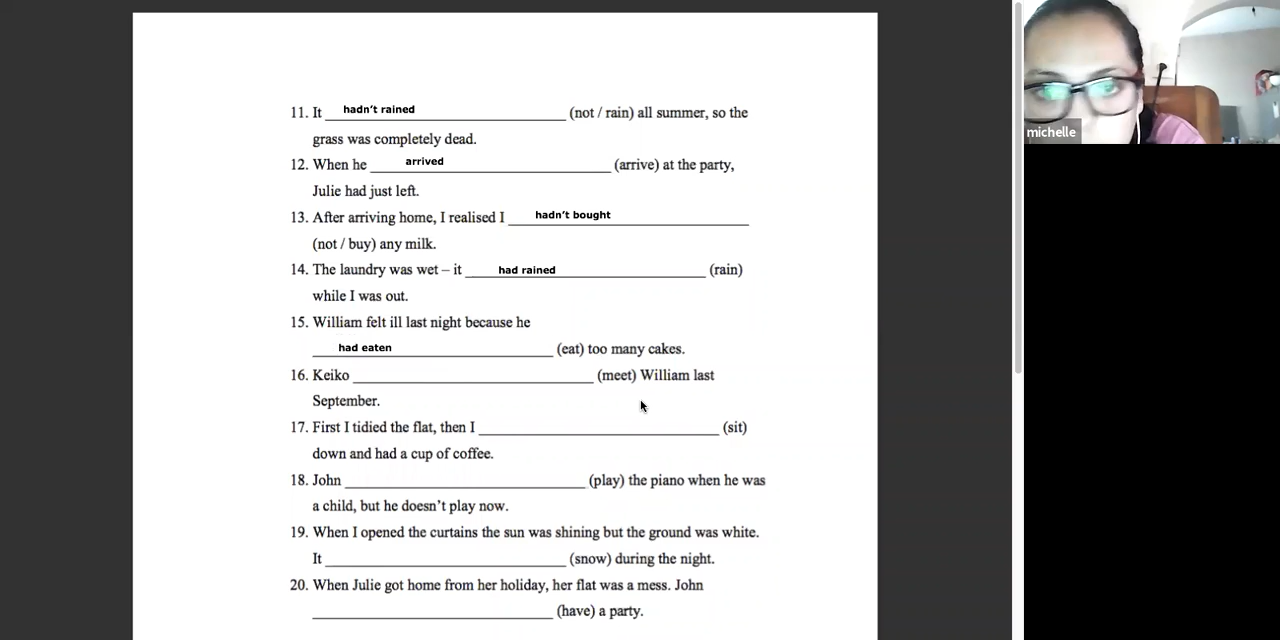 11. It hadn't rained (not / rain) all summer, so the
grass was completely dead.
12. When he arrived (arrive) at the party,
Julie had just left.
13. After arriving home, I realised I hadn't bought
(not / buy) any milk.
14. The laundry was wet – it had rained (rain)
while I was out.
15. William felt ill last night because he
had eaten (eat) too many cakes.
16. Keiko ________________ (meet) William last
September.
17. First I tidied the flat, then I ________________ (sit)
down and had a cup of coffee.
18. John ________________ (play) the piano when he was
a child, but he doesn't play now.
19. When I opened the curtains the sun was shining but the ground was white.
It ________________ (snow) during the night.
20. When Julie got home from her holiday, her flat was a mess. John
________________ (have) a party.
michelle